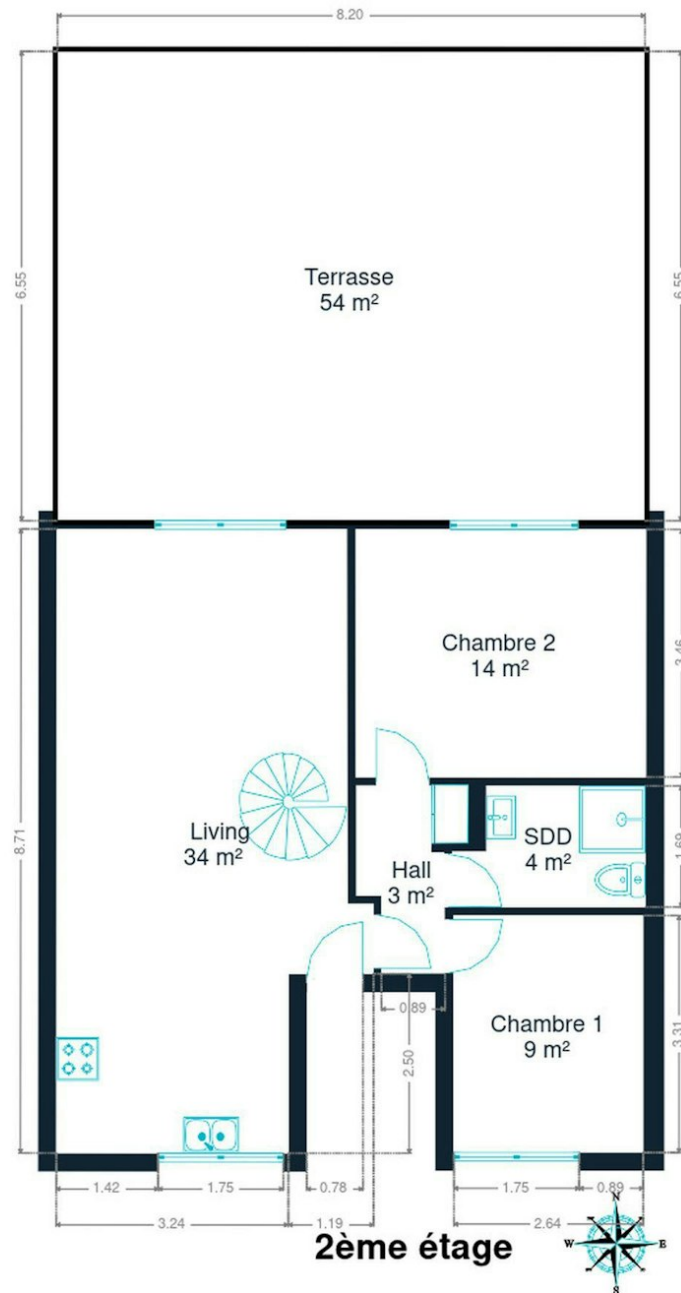 8.20
6.55
6.55
Terrasse
54 m²
Chambre 2
14 m²
3.46
8.71
Living
34 m²
SDD
4 m²
1.69
Hall
3 m²
0.89
2.50
Chambre 1
9 m²
3.31
1.42
1.75
0.78
1.75
0.89
3.24
1.19
2.64
2ème étage
N
W
E
S